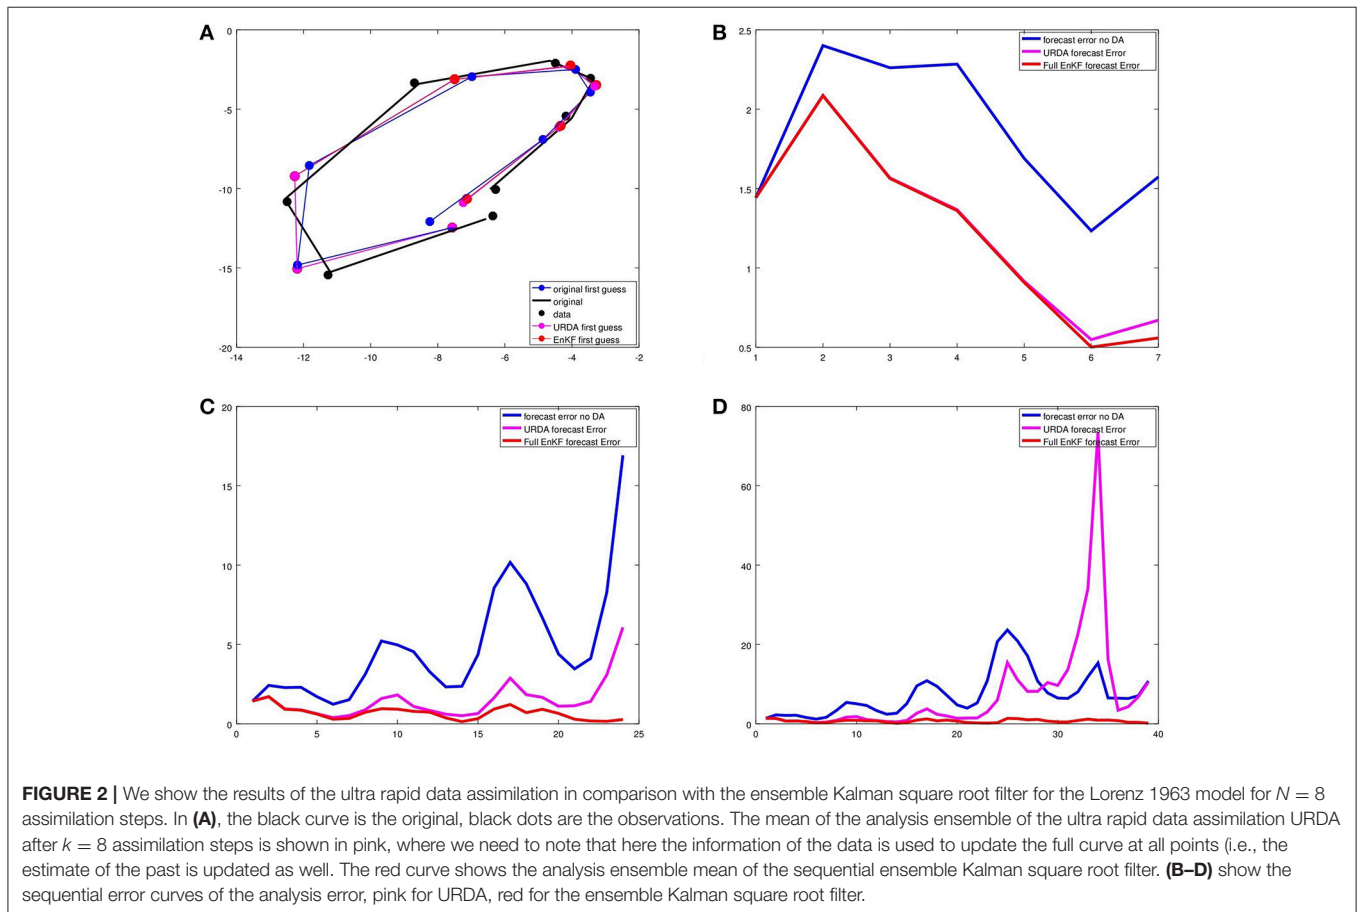 A
0
-5
-10
-15
-20
-14
-12
-10
-8
-6
-4
-2
original first guess
original
data
URDA first guess
EnKF first guess
B
2.5
2
1.5
1
0.5
1
2
3
4
5
6
7
forecast error no DA
URDA forecast Error
Full EnKF forecast Error
C
20
15
10
5
0
0
5
10
15
20
25
forecast error no DA
URDA forecast Error
Full EnKF forecast Error
D
80
60
40
20
0
0
10
20
30
40
forecast error no DA
URDA forecast Error
Full EnKF forecast Error
FIGURE 2 | We show the results of the ultra rapid data assimilation in comparison with the ensemble Kalman square root filter for the Lorenz 1963 model for N = 8
assimilation steps. In (A), the black curve is the original, black dots are the observations. The mean of the analysis ensemble of the ultra rapid data assimilation URDA
after k = 8 assimilation steps is shown in pink, where we need to note that here the information of the data is used to update the full curve at all points (i.e., the
estimate of the past is updated as well. The red curve shows the analysis ensemble mean of the sequential ensemble Kalman square root filter. (B–D) show the
sequential error curves of the analysis error, pink for URDA, red for the ensemble Kalman square root filter.